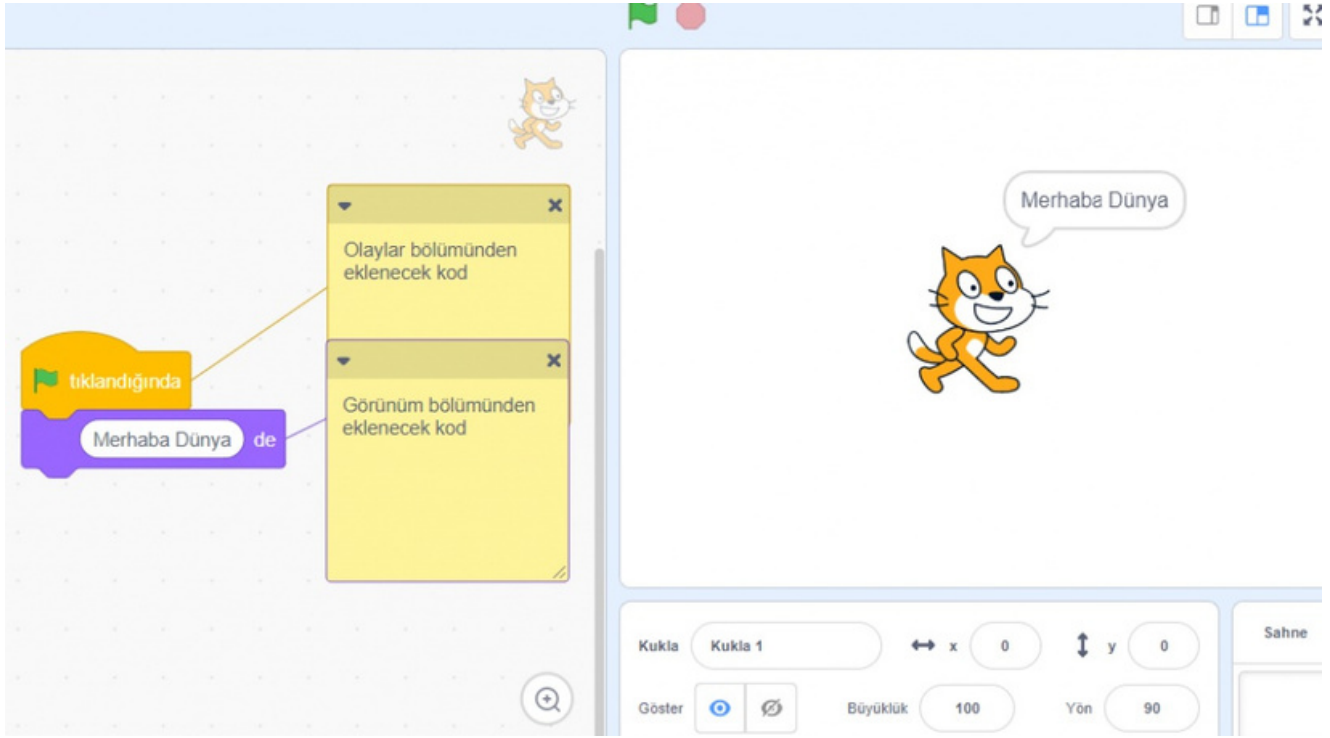 Olaylar bölümünden
eklenecek kod
tıklandığında
Merhaba Dünya de
Görünüm bölümünden
eklenecek kod
Merhaba Dünya
Kukla Kukla 1 x 0 y 0
Göster Büyüklük 100 Yön 90
Sahne